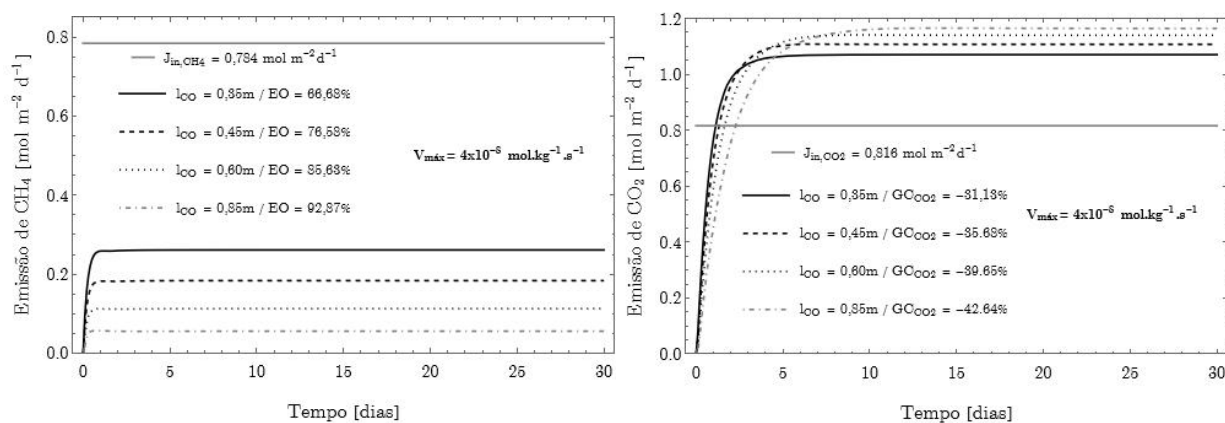 Emissão de CH₄ [mol m⁻² d⁻¹]
0.8
0.6
0.4
0.2
0.0
J_in,CH4 = 0,784 mol m⁻²d⁻¹
l_CO = 0,35m / EO = 66,68%
l_CO = 0,45m / EO = 76,58%
l_CO = 0,60m / EO = 85,63%
l_CO = 0,85m / EO = 92,87%
V_máx = 4x10⁻⁸ mol.kg⁻¹.s⁻¹
0 5 10 15 20 25 30
Tempo [dias]
Emissão de CO₂ [mol m⁻² d⁻¹]
1.2
1.0
0.8
0.6
0.4
0.2
0.0
J_in,CO2 = 0,816 mol m⁻²d⁻¹
l_CO = 0,35m / GC_CO2 = −31,13%
l_CO = 0,45m / GC_CO2 = −35.68%
l_CO = 0,60m / GC_CO2 = −39.65%
l_CO = 0,85m / GC_CO2 = −42.64%
V_máx = 4x10⁻⁸ mol.kg⁻¹.s⁻¹
0 5 10 15 20 25 30
Tempo [dias]